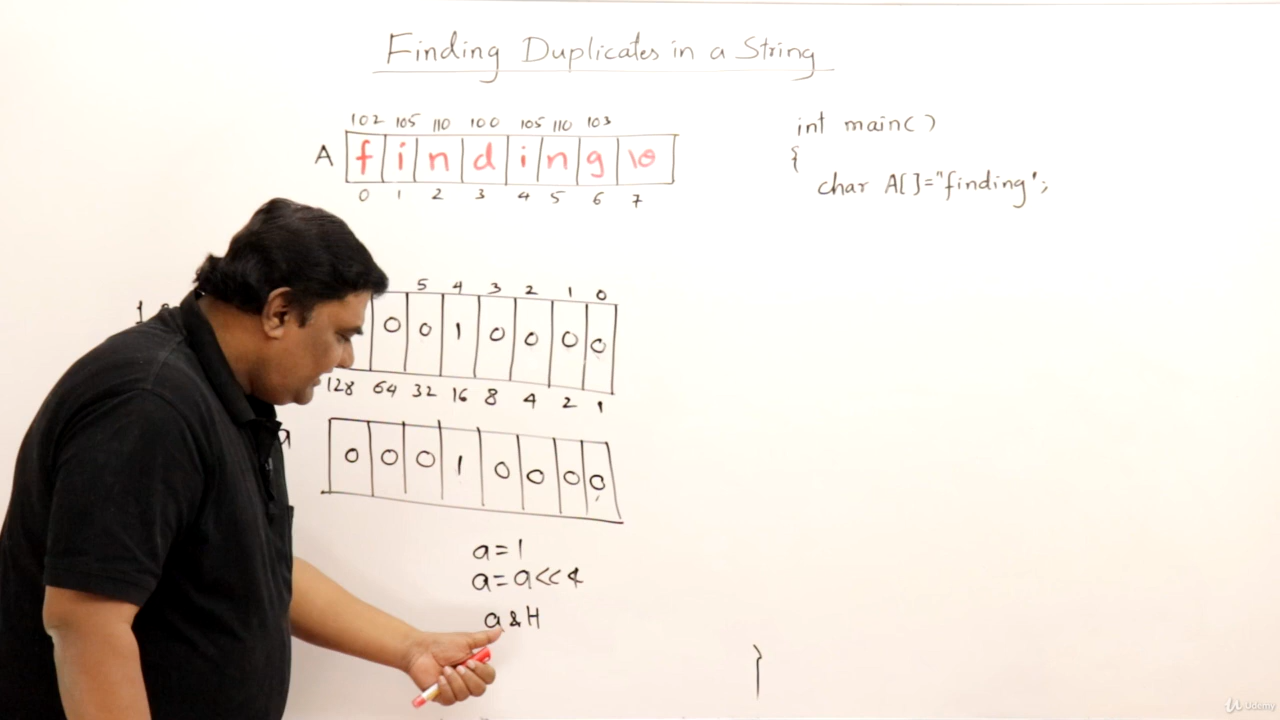 Finding Duplicates in a String
102 105 110 100 105 110 103
A f i n d i n g \0
0 1 2 3 4 5 6 7
int main()
{
char A[]="finding";
5 4 3 2 1 0
0 0 1 0 0 0 0
128 64 32 16 8 4 2 1
a
0 0 0 1 0 0 0 0
a=1
a=a<<4
a&H
}
Udemy